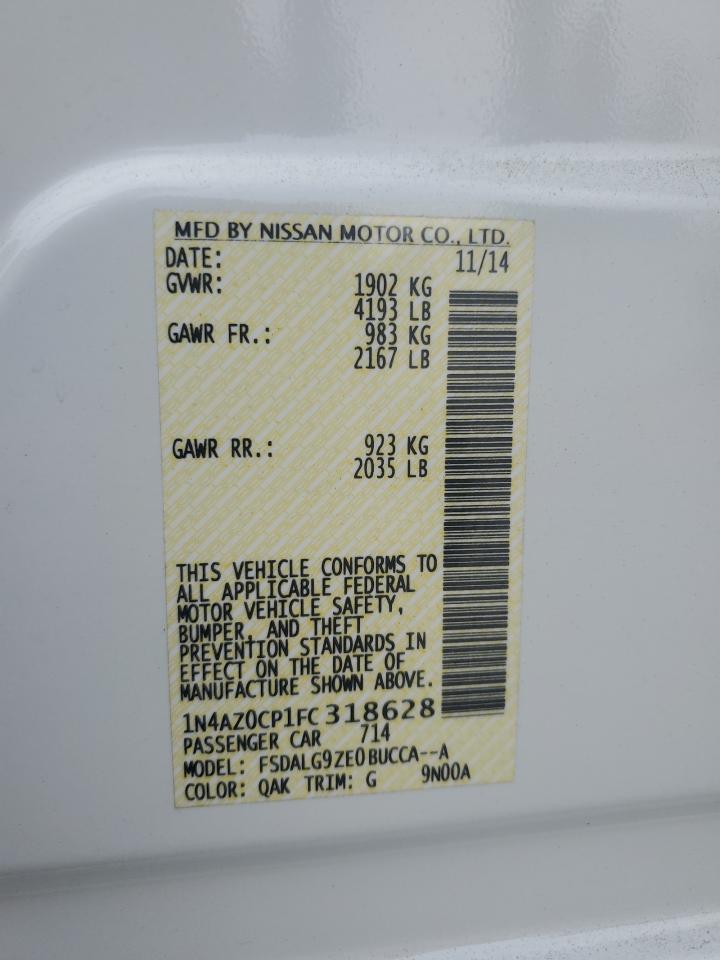 MFD BY NISSAN MOTOR CO., LTD.
DATE: 11/14
GVWR: 1902 KG
4193 LB
GAWR FR.: 983 KG
2167 LB
GAWR RR.: 923 KG
2035 LB
THIS VEHICLE CONFORMS TO
ALL APPLICABLE FEDERAL
MOTOR VEHICLE SAFETY,
BUMPER, AND THEFT
PREVENTION STANDARDS IN
EFFECT ON THE DATE OF
MANUFACTURE SHOWN ABOVE.
1N4AZ0CP1FC318628
PASSENGER CAR 714
MODEL: FSDALG9ZE0BUCCA--A
COLOR: QAK TRIM: G 9N00A